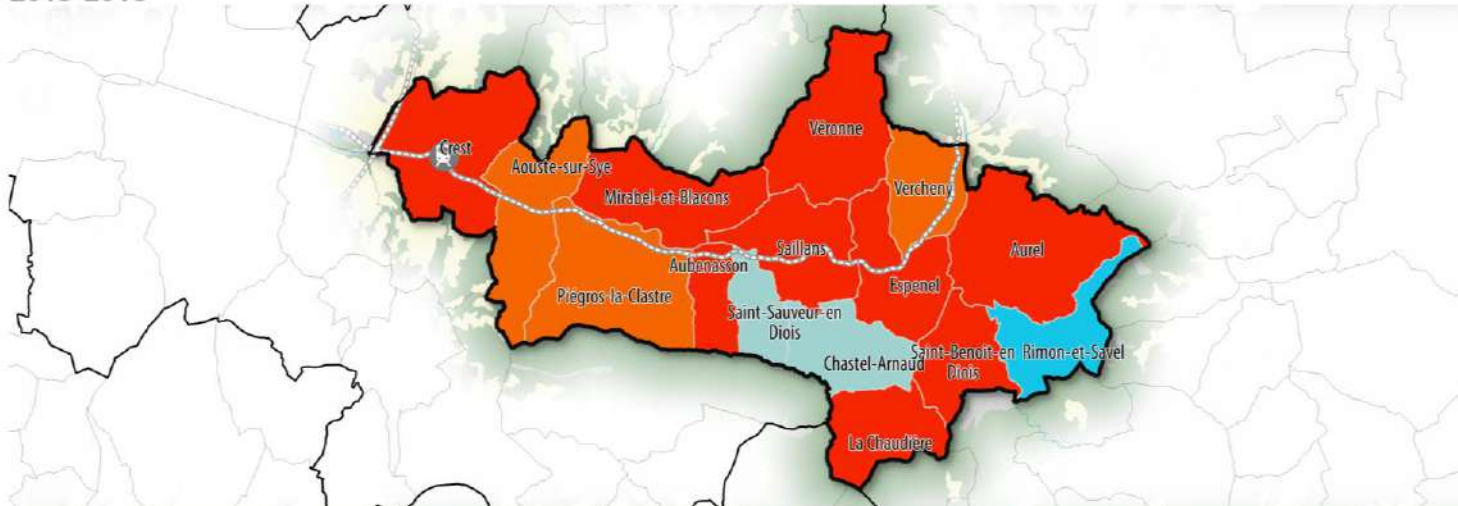 Véronne
Crest
Aouste-sur-Sye
Vercheny
Mirabel-et-Blacons
Saillans
Aurel
Aubenasson
Espenel
Piégros-la-Clastre
Saint-Sauveur-en
Diois
Chastel-Arnaud
Saint-Benoit-en
Diois
Rimon-et-Savel
La Chaudière